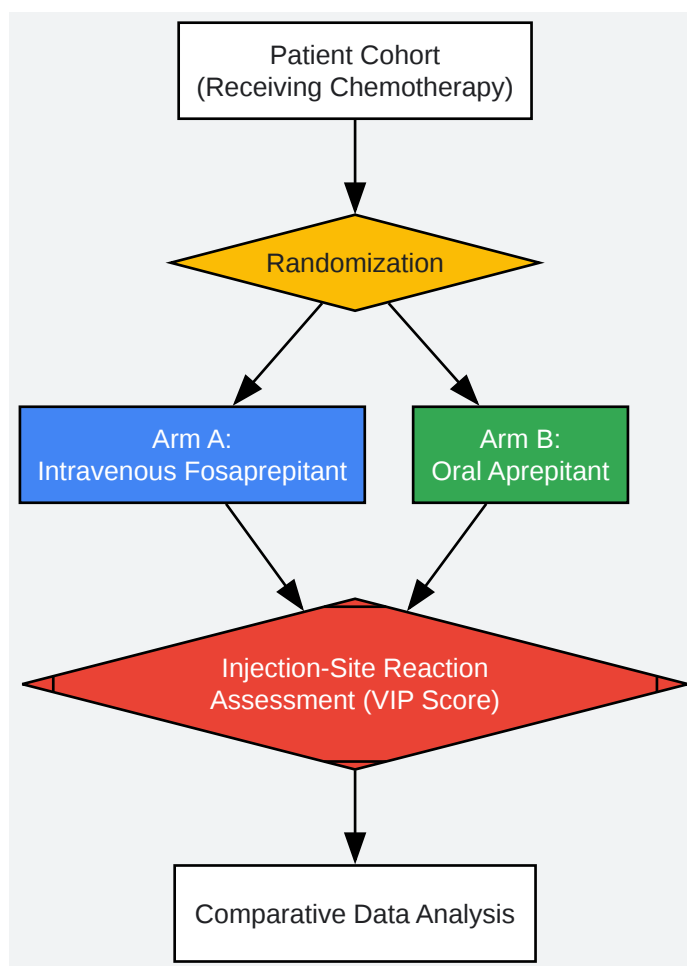 Patient Cohort
(Receiving Chemotherapy)
Randomization
Arm A:
Intravenous Fosaprepitant
Arm B:
Oral Aprepitant
Injection-Site Reaction
Assessment (VIP Score)
Comparative Data Analysis